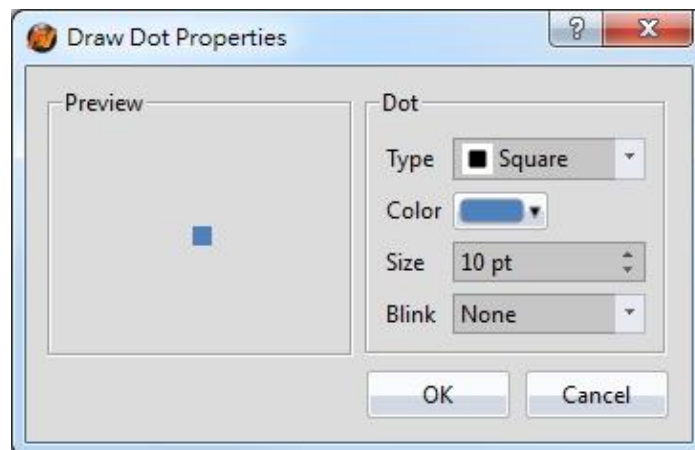 Draw Dot Properties
?
X
Preview
Dot
Type Square
Color
Size 10 pt
Blink None
OK Cancel